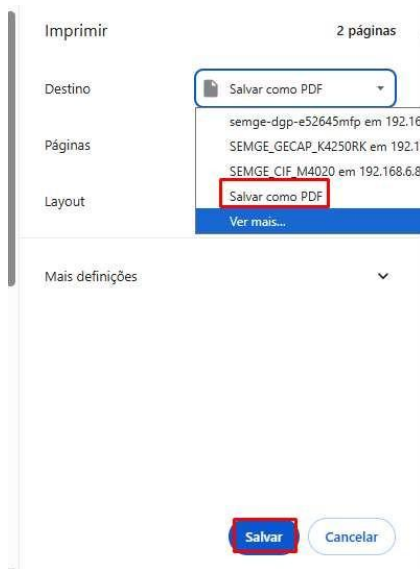 Imprimir 2 páginas
Destino Salvar como PDF
semge-dgp-e52645mfp em 192.16
Páginas SEMGE_GECAP_K4250RK em 192.1
SEMGE_CIF_M4020 em 192.168.6.8
Layout Salvar como PDF
Ver mais...
Mais definições
Salvar Cancelar